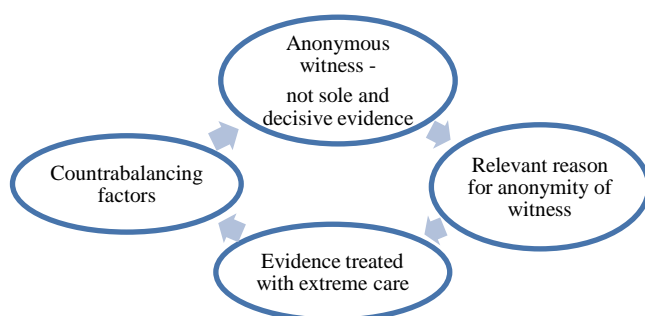 Anonymous
witness -
not sole and
decisive evidence
Relevant reason
for anonymity of
witness
Evidence treated
with extreme care
Countrabalancing
factors